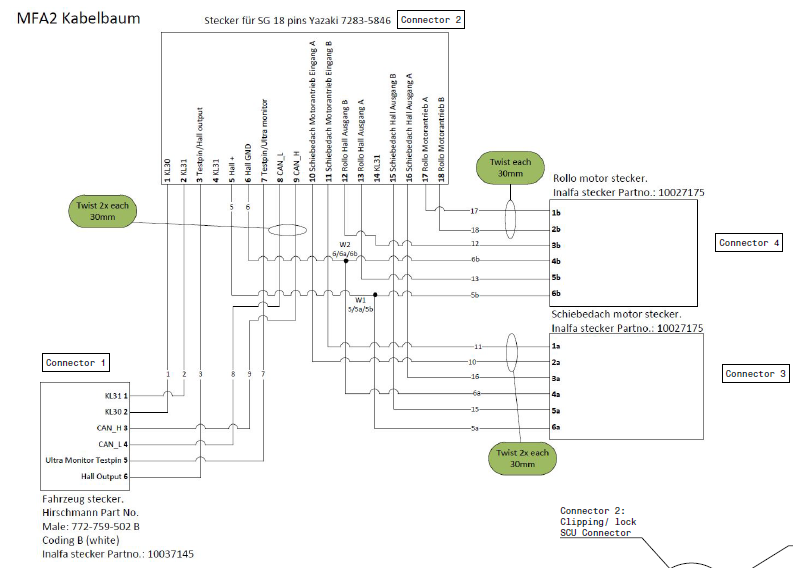 MFA2 Kabelbaum
Stecker für SG 18 pins Yazaki 7283-5846
Connector 2
1 KL30
2 KL31
3 Testpin/Hall output
4 KL31
5 Hall +
6 Hall GND
7 Testpin/Ultra monitor
8 CAN_L
9 CAN_H
10 Schiebedach Motorantrieb Eingang A
11 Schiebedach Motorantrieb Eingang B
12 Rollo Hall Ausgang B
13 Rollo Hall Ausgang A
14 KL31
15 Schiebedach Hall Ausgang B
16 Schiebedach Hall Ausgang A
17 Rollo Motorantrieb A
18 Rollo Motorantrieb B
Twist each
30mm
Rollo motor stecker.
Inalfa stecker Partno.: 10027175
Twist 2x each
30mm
5
6
17
18
12
6b
13
5b
1b
2b
3b
4b
5b
6b
Connector 4
W2
6/6a/6b
W1
5/5a/5b
Schiebedach motor stecker.
Inalfa stecker Partno.: 10027175
11
10
16
6a
15
5a
1a
2a
3a
4a
5a
6a
Connector 3
Connector 1
1
2
3
8
9
7
KL31 1
KL30 2
CAN_H 3
CAN_L 4
Ultra Monitor Testpin 5
Hall Output 6
Twist 2x each
30mm
Fahrzeug stecker.
Hirschmann Part No.
Male: 772-759-502 B
Coding B (white)
Inalfa stecker Partno.: 10037145
Connector 2:
Clipping/ lock
SCU Connector